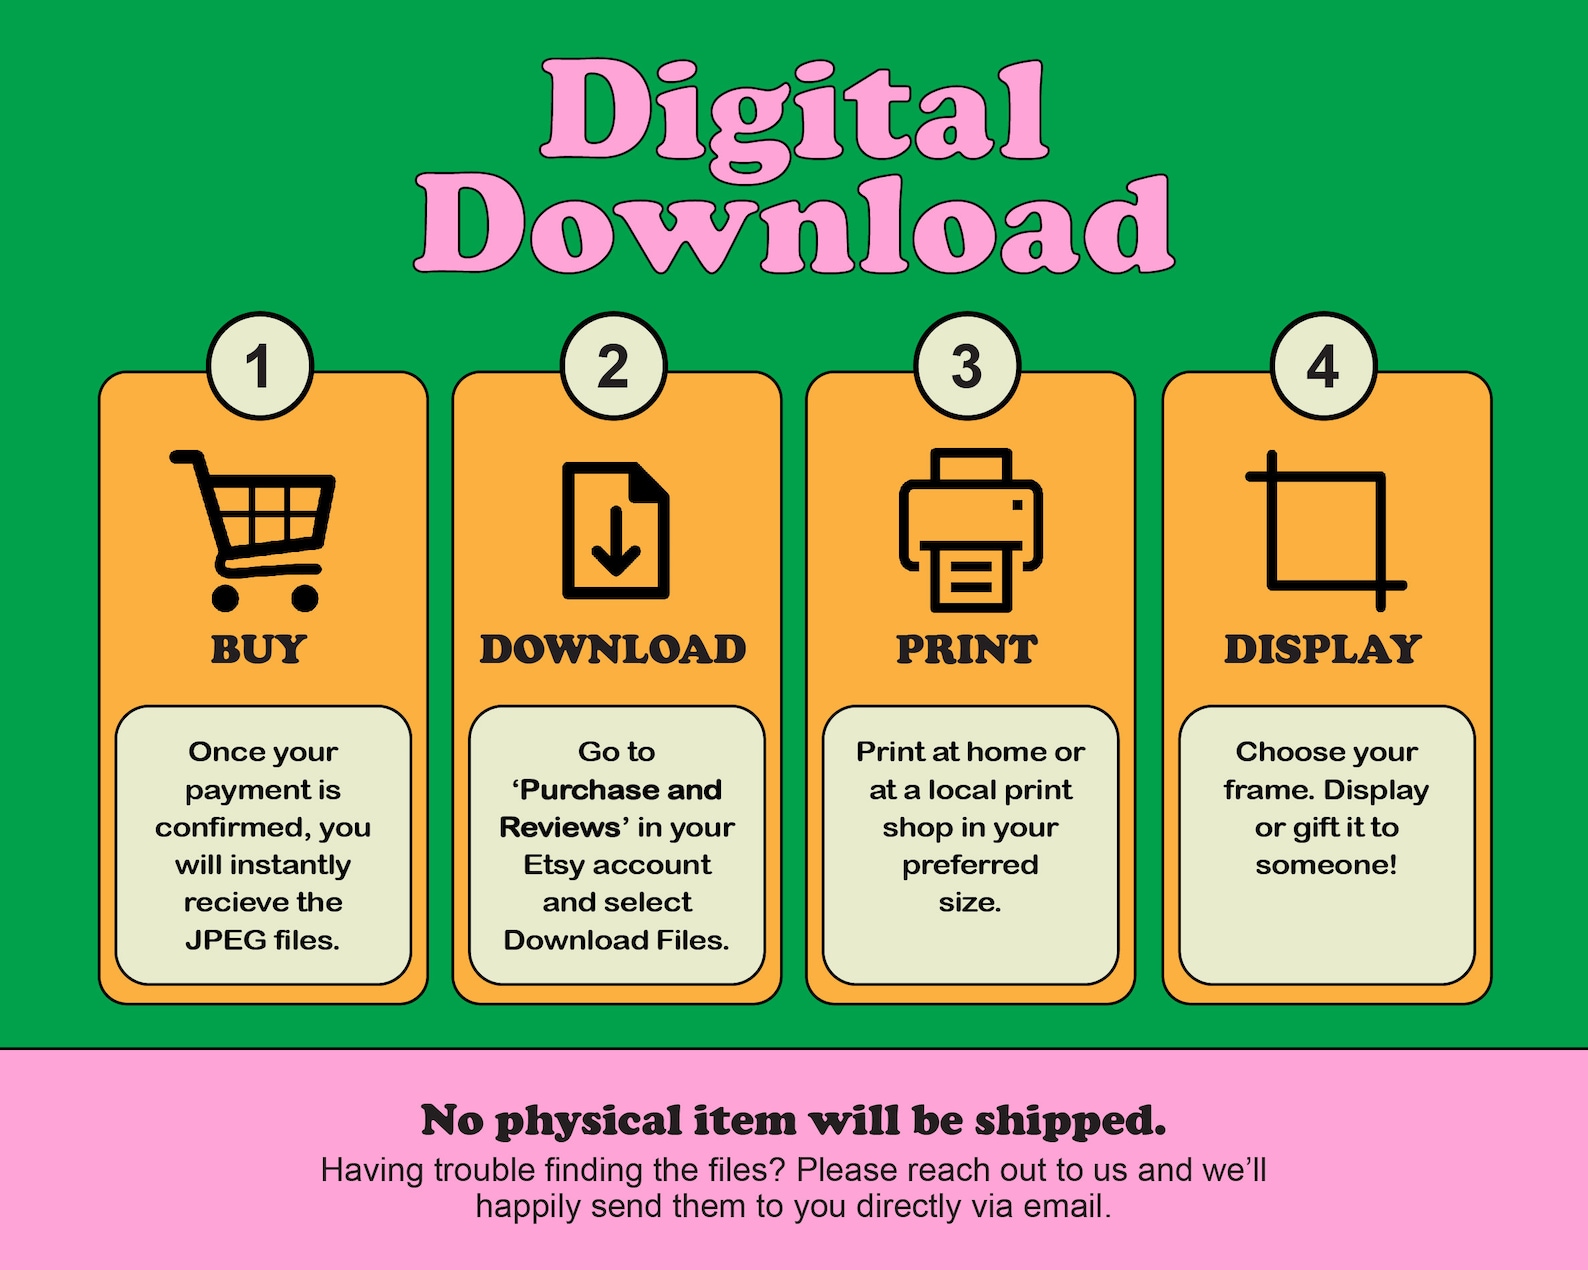 Digital
Download
1
BUY
Once your
payment is
confirmed, you
will instantly
recieve the
JPEG files.
2
DOWNLOAD
Go to
‘Purchase and
Reviews’ in your
Etsy account
and select
Download Files.
3
PRINT
Print at home or
at a local print
shop in your
preferred
size.
4
DISPLAY
Choose your
frame. Display
or gift it to
someone!
No physical item will be shipped.
Having trouble finding the files? Please reach out to us and we’ll
happily send them to you directly via email.